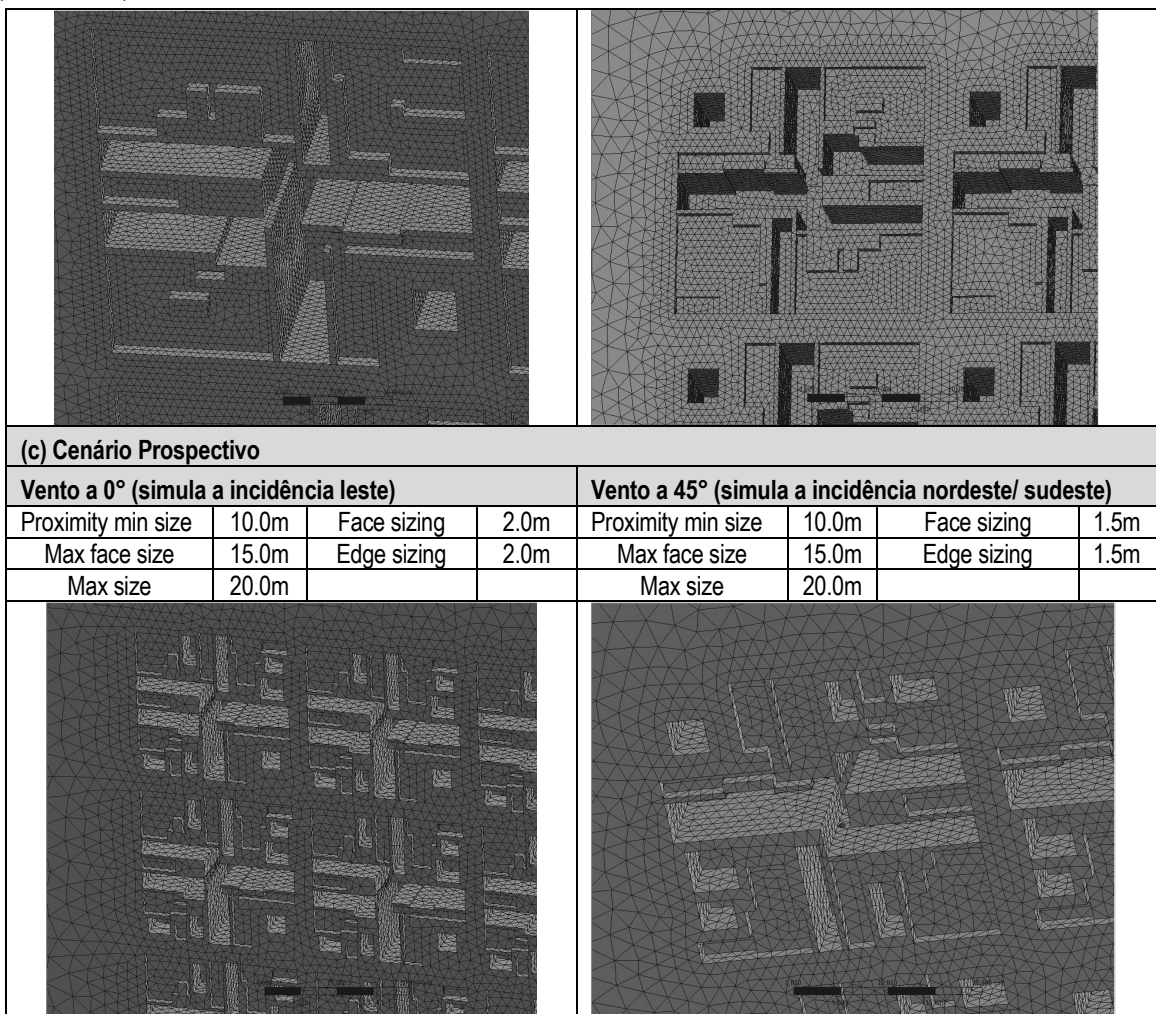 (c) Cenário Prospectivo
Vento a 0° (simula a incidência leste) Vento a 45° (simula a incidência nordeste/ sudeste)
Proximity min size 10.0m Face sizing 2.0m Proximity min size 10.0m Face sizing 1.5m
Max face size 15.0m Edge sizing 2.0m Max face size 15.0m Edge sizing 1.5m
Max size 20.0m Max size 20.0m